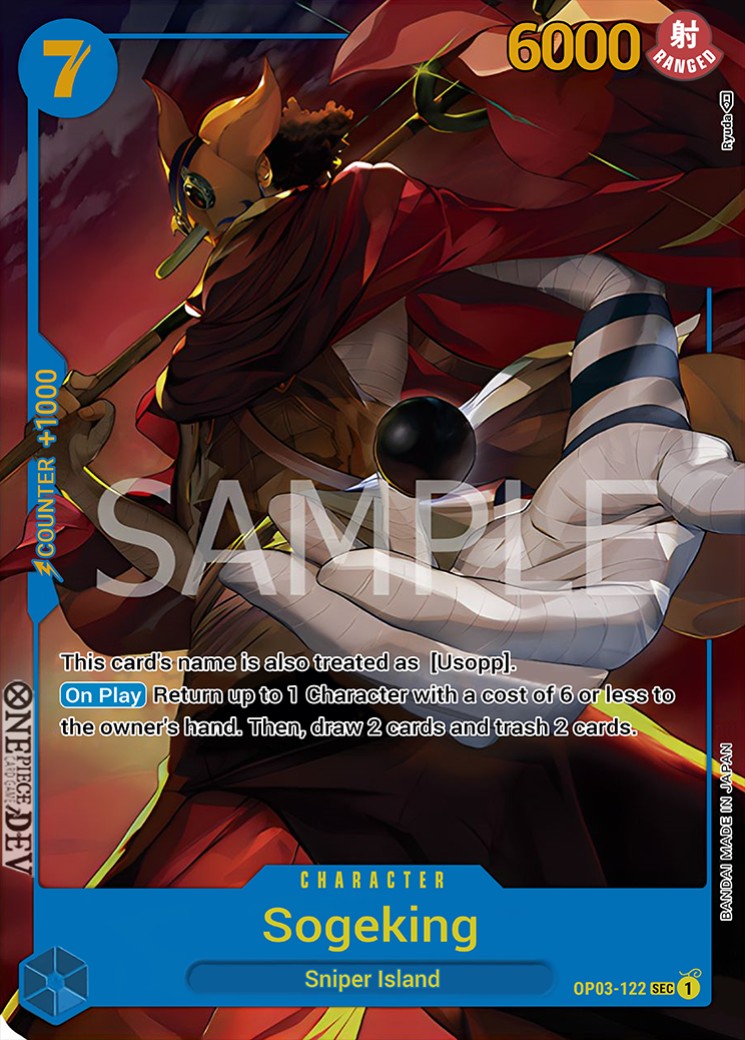 7
6000
射
RANGED
Ryuda
COUNTER +1000
SAMPLE
This card's name is also treated as [Usopp].
On Play Return up to 1 Character with a cost of 6 or less to
the owner's hand. Then, draw 2 cards and trash 2 cards.
ONE PIECE
CARD GAME
/DEV
BANDAI MADE IN JAPAN
CHARACTER
Sogeking
Sniper Island
OP03-122 SEC 1